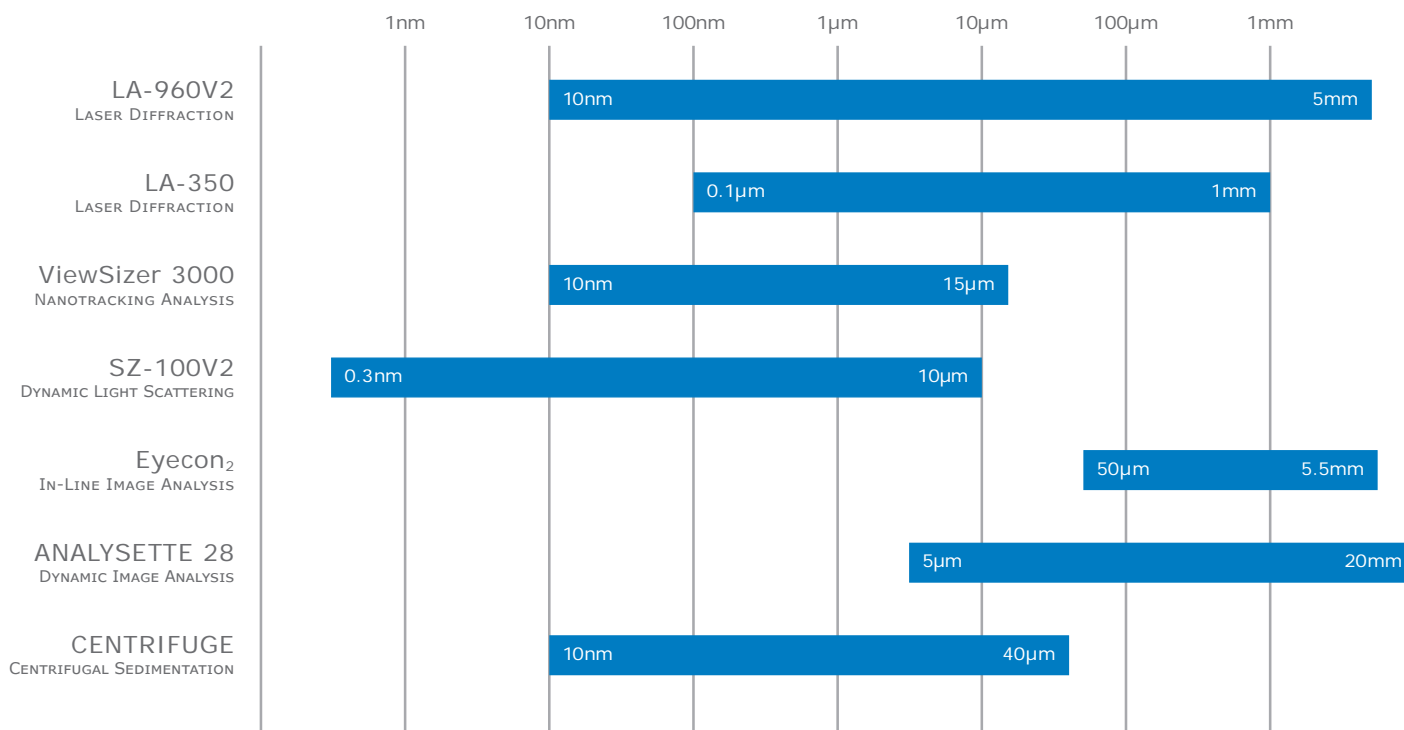 1nm 10nm 100nm 1µm 10µm 100µm 1mm
LA-960V2
LASER DIFFRACTION
10nm 5mm
LA-350
LASER DIFFRACTION
0.1µm 1mm
ViewSizer 3000
NANOTRACKING ANALYSIS
10nm 15µm
SZ-100V2
DYNAMIC LIGHT SCATTERING
0.3nm 10µm
Eyecon₂
IN-LINE IMAGE ANALYSIS
50µm 5.5mm
ANALYSETTE 28
DYNAMIC IMAGE ANALYSIS
5µm 20mm
CENTRIFUGE
CENTRIFUGAL SEDIMENTATION
10nm 40µm